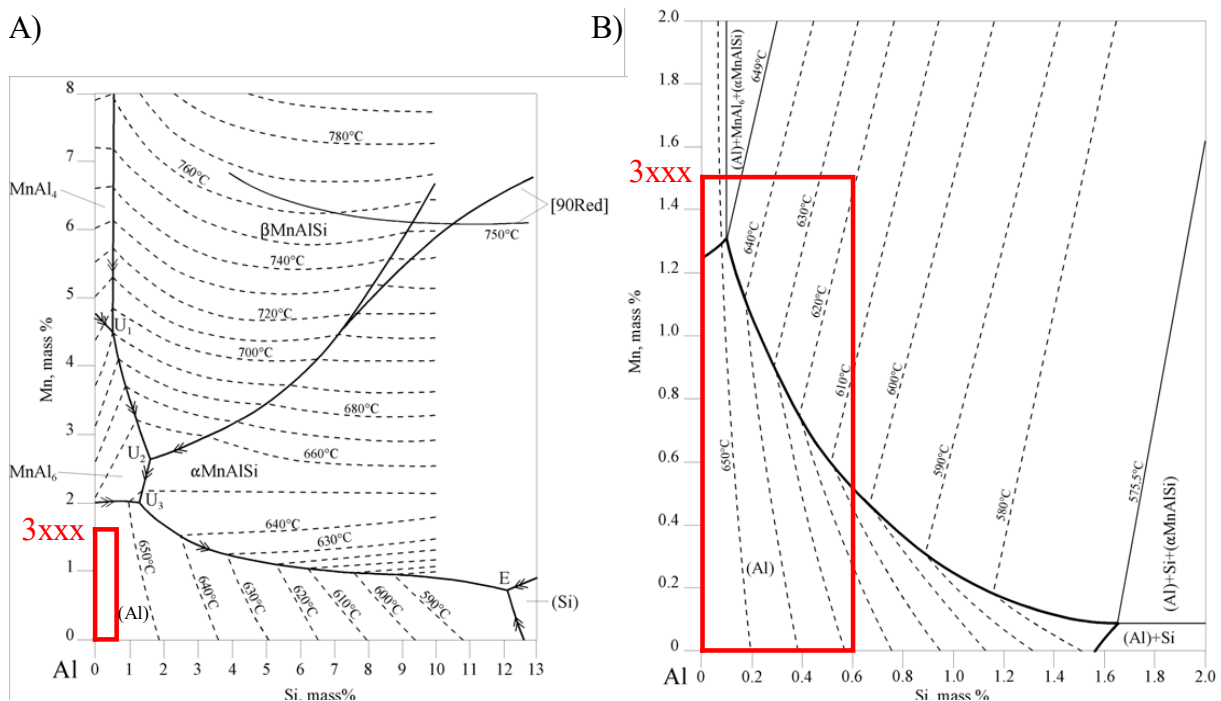 A)
8
7
6
5
4
3
2
1
0
Mn, mass %
MnAl4
MnAl6
3xxx
780°C
760°C
βMnAlSi
740°C
720°C
700°C
680°C
660°C
αMnAlSi
640°C
630°C
[90Red]
750°C
U1
U2
U3
E
(Si)
(Al)
650°C
640°C
630°C
620°C
610°C
600°C
590°C
Al
0 1 2 3 4 5 6 7 8 9 10 11 12 13
Si, mass%
B)
2.0
1.8
1.6
1.4
1.2
1.0
0.8
0.6
0.4
0.2
0
Mn, mass %
3xxx
(Al)+MnAl6+(αMnAlSi)
649°C
640°C
630°C
620°C
610°C
600°C
590°C
580°C
575,5°C
650°C
(Al)
(Al)+Si+(αMnAlSi)
(Al)+Si
Al
0 0.2 0.4 0.6 0.8 1.0 1.2 1.4 1.6 1.8 2.0
Si, mass %